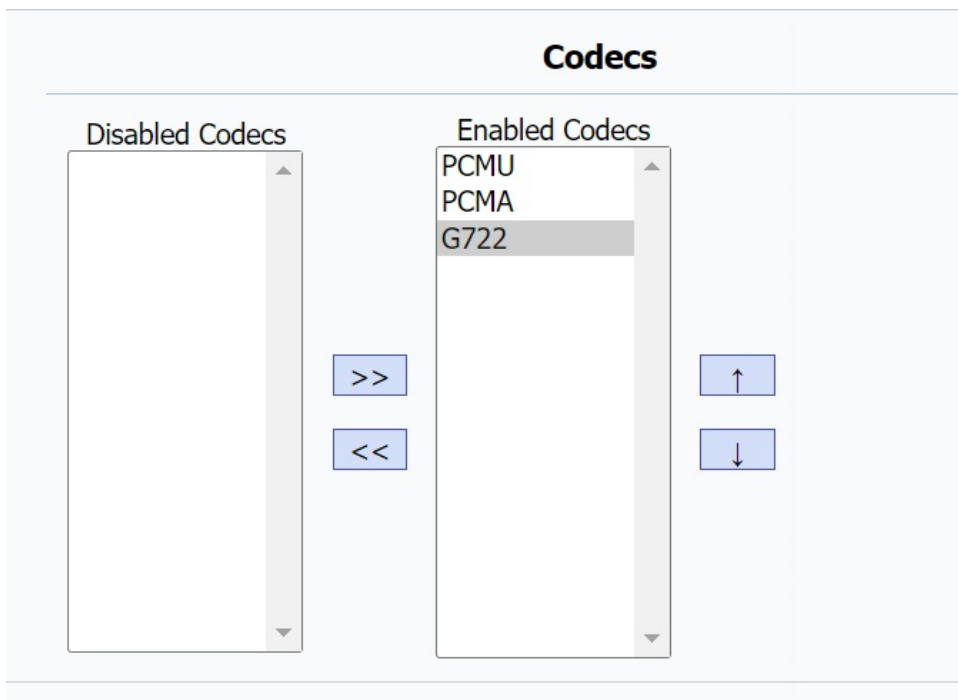 Codecs
Disabled Codecs
Enabled Codecs
PCMU
PCMA
G722
>>
↑
<<
↓